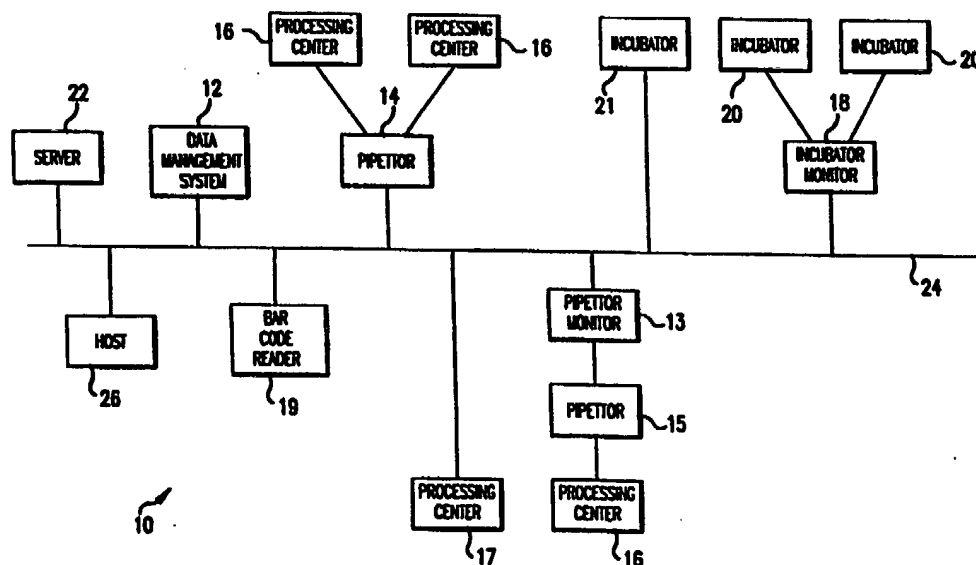 16
PROCESSING
CENTER
PROCESSING
CENTER
16
INCUBATOR
21
INCUBATOR
20
INCUBATOR
20
22
SERVER
12
DATA
MANAGEMENT
SYSTEM
14
PIPETTOR
18
INCUBATOR
MONITOR
24
HOST
26
BAR
CODE
READER
19
PIPETTOR
MONITOR
13
PIPETTOR
15
10
PROCESSING
CENTER
17
PROCESSING
CENTER
16